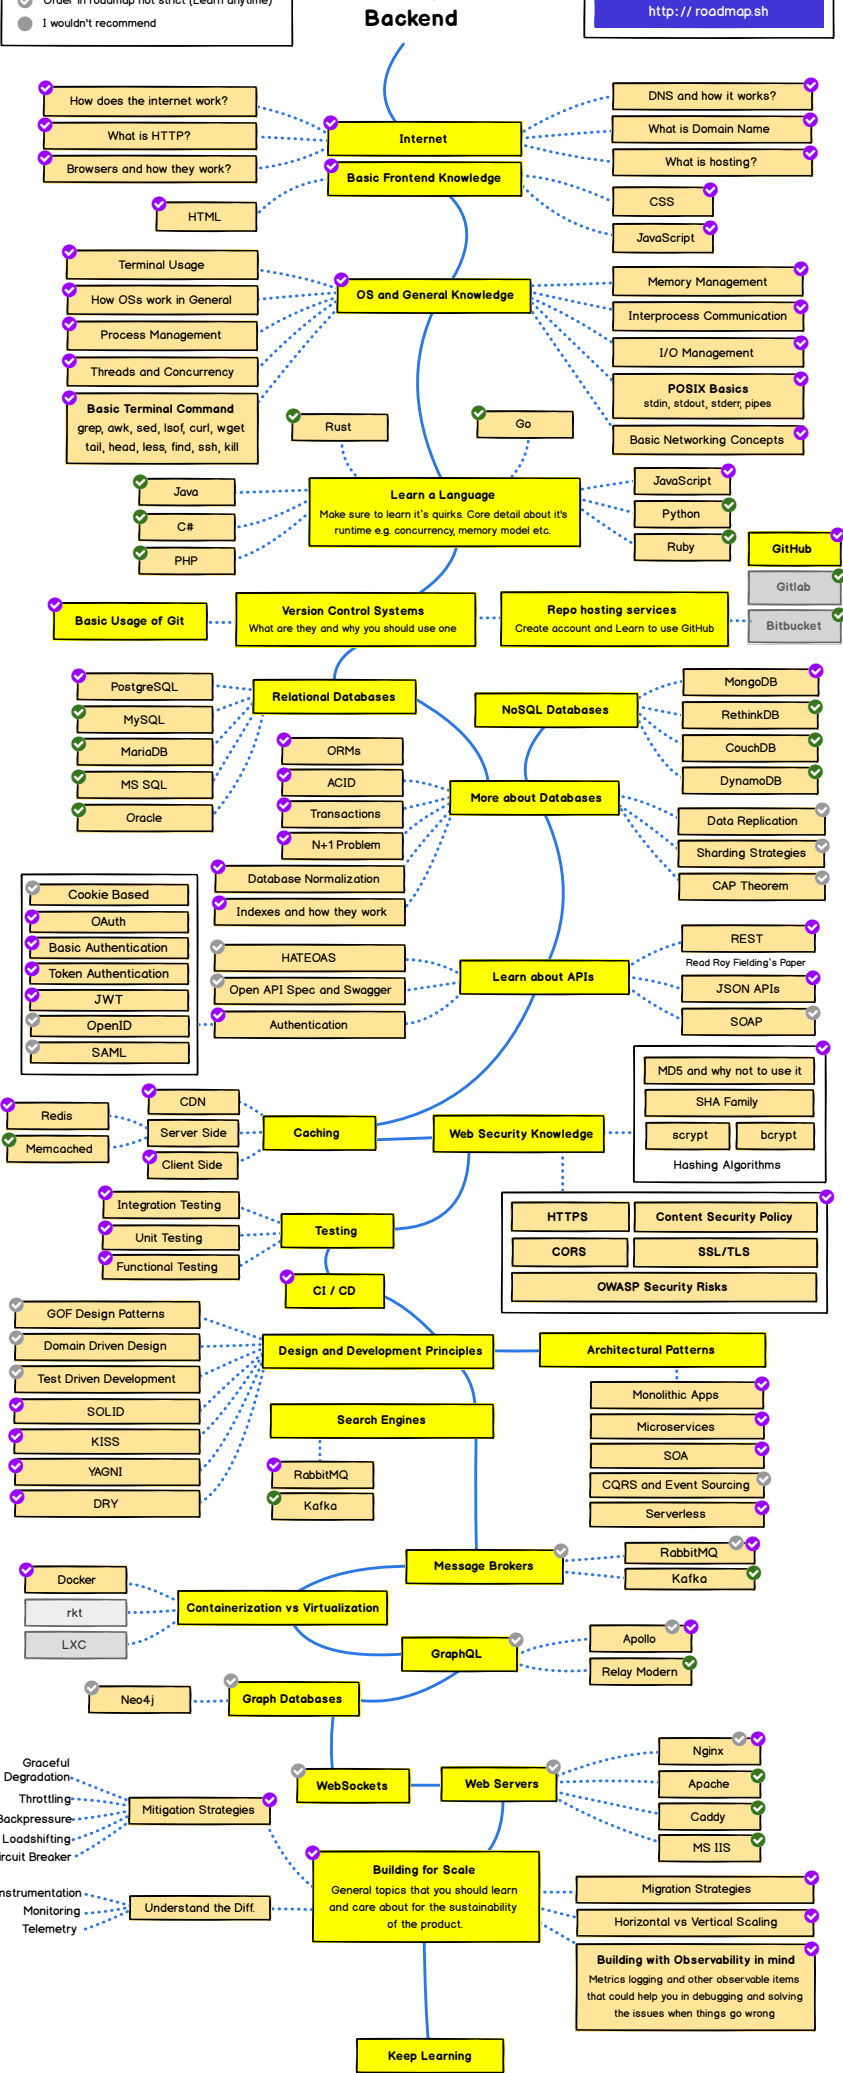 Order in roadmap not strict (Learn anytime)
I wouldn't recommend
Backend
http:// roadmap.sh
How does the internet work?
What is HTTP?
Browsers and how they work?
Internet
DNS and how it works?
What is Domain Name
What is hosting?
Basic Frontend Knowledge
HTML
CSS
JavaScript
Terminal Usage
How OSs work in General
Process Management
Threads and Concurrency
Basic Terminal Command
grep, awk, sed, lsof, curl, wget
tail, head, less, find, ssh, kill
OS and General Knowledge
Memory Management
Interprocess Communication
I/O Management
POSIX Basics
stdin, stdout, stderr, pipes
Basic Networking Concepts
Rust
Go
Java
C#
PHP
Learn a Language
Make sure to learn it`s quirks. Core detail about it's
runtime e.g. concurrency, memory model etc.
JavaScript
Python
Ruby
GitHub
Gitlab
Bitbucket
Basic Usage of Git
Version Control Systems
What are they and why you should use one
Repo hosting services
Create account and Learn to use GitHub
PostgreSQL
MySQL
MariaDB
MS SQL
Oracle
Relational Databases
NoSQL Databases
MongoDB
RethinkDB
CouchDB
DynamoDB
ORMs
ACID
Transactions
N+1 Problem
Database Normalization
Indexes and how they work
More about Databases
Data Replication
Sharding Strategies
CAP Theorem
Cookie Based
OAuth
Basic Authentication
Token Authentication
JWT
OpenID
SAML
HATEOAS
Open API Spec and Swagger
Authentication
Learn about APIs
REST
Read Roy Fielding`s Paper
JSON APIs
SOAP
Redis
Memcached
CDN
Server Side
Client Side
Caching
Web Security Knowledge
MD5 and why not to use it
SHA Family
scrypt
bcrypt
Hashing Algorithms
HTTPS
Content Security Policy
CORS
SSL/TLS
OWASP Security Risks
Integration Testing
Unit Testing
Functional Testing
Testing
CI / CD
GOF Design Patterns
Domain Driven Design
Test Driven Development
SOLID
KISS
YAGNI
DRY
Design and Development Principles
Architectural Patterns
Monolithic Apps
Microservices
SOA
CQRS and Event Sourcing
Serverless
Search Engines
RabbitMQ
Kafka
Message Brokers
RabbitMQ
Kafka
Docker
rkt
LXC
Containerization vs Virtualization
GraphQL
Apollo
Relay Modern
Neo4j
Graph Databases
WebSockets
Web Servers
Nginx
Apache
Caddy
MS IIS
Graceful
Degradation
Throttling
Backpressure
Loadshifting
ircuit Breaker
Mitigation Strategies
nstrumentation
Monitoring
Telemetry
Understand the Diff.
Building for Scale
General topics that you should learn
and care about for the sustainability
of the product.
Migration Strategies
Horizontal vs Vertical Scaling
Building with Observability in mind
Metrics logging and other observable items
that could help you in debugging and solving
the issues when things go wrong
Keep Learning